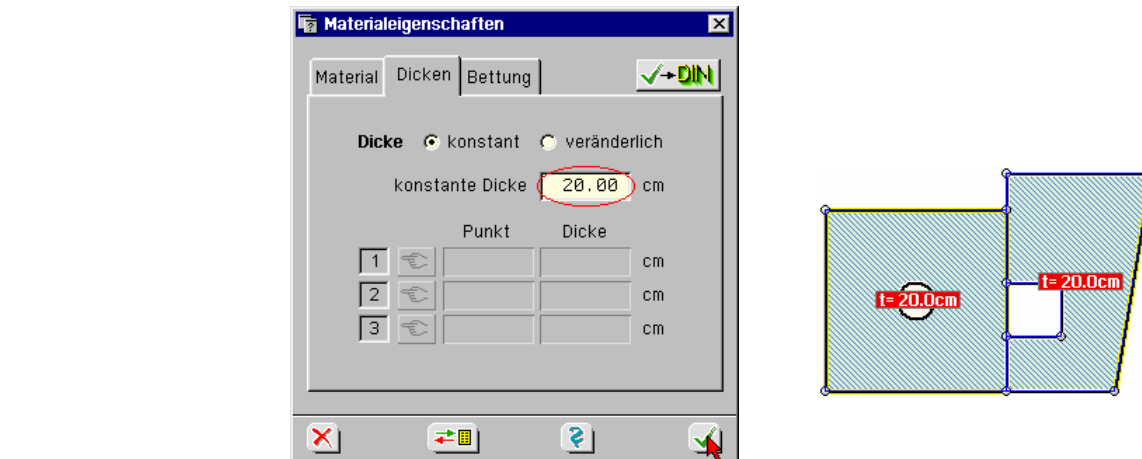 Materialeigenschaften
Material Dicken Bettung DIN
Dicke konstant veränderlich
konstante Dicke 20.00 cm
Punkt Dicke
1 cm
2 cm
3 cm
t= 20.0cm
t= 20.0cm